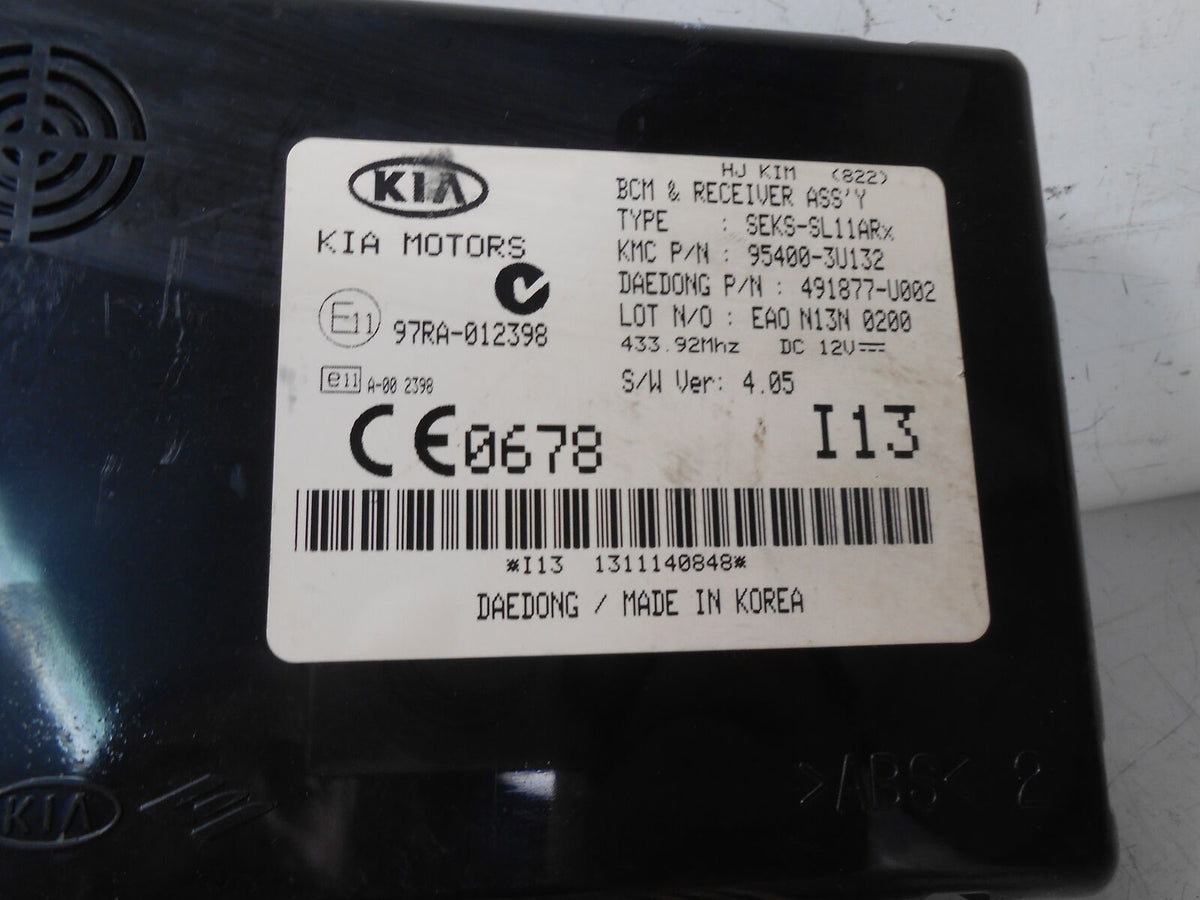 KIA
KIA MOTORS
E11
97RA-012398
e11 A-00 2398
CE0678
HJ KIM (822)
BCM & RECEIVER ASS'Y
TYPE : SEKS-SL11ARx
KMC P/N : 95400-3U132
DAEDONG P/N : 491877-U002
LOT N/O : EAO N13N 0200
433.92Mhz DC 12V
S/W Ver: 4.05
I13
*I13 1311140848*
DAEDONG / MADE IN KOREA
KIA
>ABS< 2